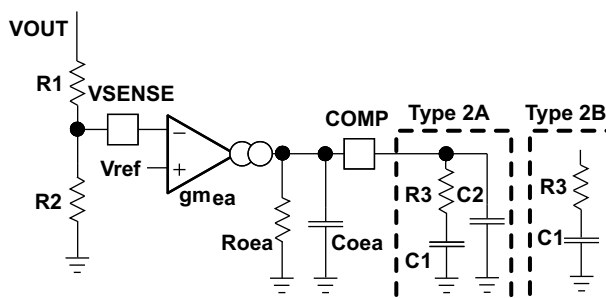 VOUT
R1
VSENSE
COMP
Type 2A
Type 2B
−
Vref
+
gmea
R2
R3
C2
R3
Roea
Coea
C1
C1